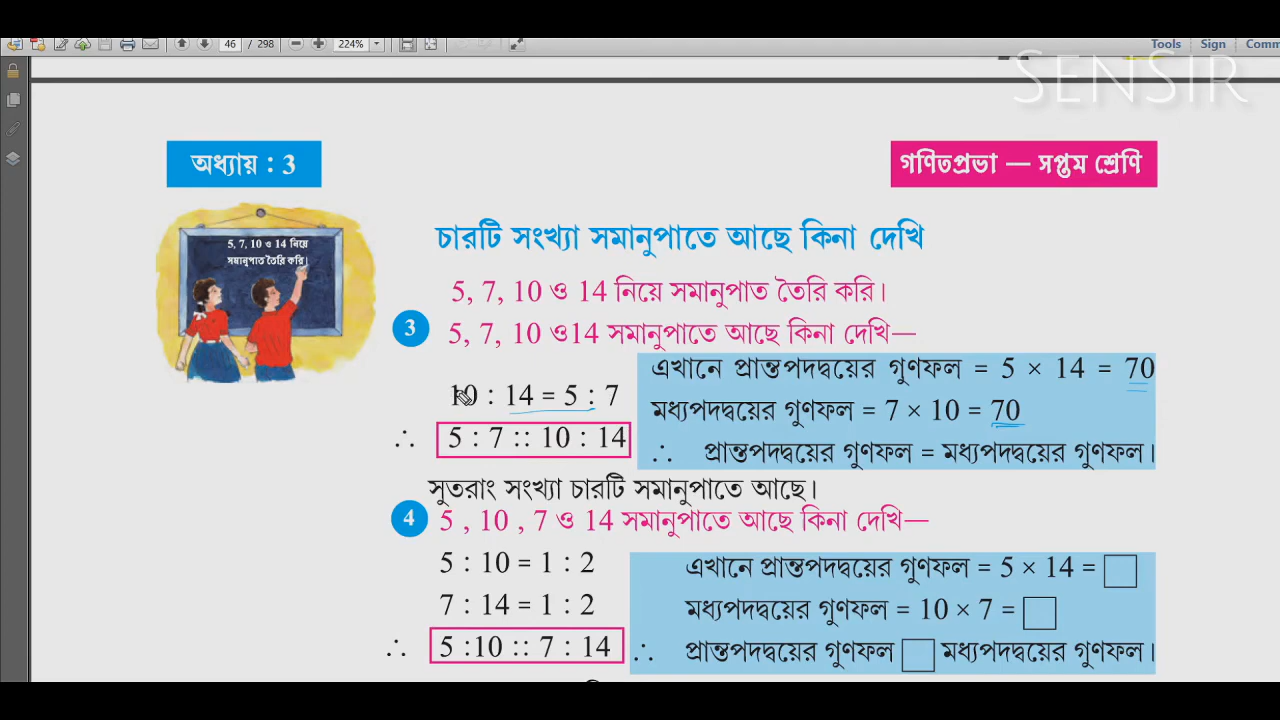 46 / 298
224%
Tools
Sign
Comm
SENSIR
অধ্যায় : 3
গণিতপ্রভা — সপ্তম শ্রেণি
5, 7, 10 ও 14 নিয়ে
সমানুপাত তৈরি করি।
চারটি সংখ্যা সমানুপাতে আছে কিনা দেখি
5, 7, 10 ও 14 নিয়ে সমানুপাত তৈরি করি।
3 5, 7, 10 ও14 সমানুপাতে আছে কিনা দেখি—
10 : 14 = 5 : 7
∴ 5 : 7 :: 10 : 14
এখানে প্রান্তপদদ্বয়ের গুণফল = 5 × 14 = 70
মধ্যপদদ্বয়ের গুণফল = 7 × 10 = 70
∴ প্রান্তপদদ্বয়ের গুণফল = মধ্যপদদ্বয়ের গুণফল।
সুতরাং সংখ্যা চারটি সমানুপাতে আছে।
4 5 , 10 , 7 ও 14 সমানুপাতে আছে কিনা দেখি—
5 : 10 = 1 : 2
7 : 14 = 1 : 2
∴ 5 :10 :: 7 : 14
এখানে প্রান্তপদদ্বয়ের গুণফল = 5 × 14 = □
মধ্যপদদ্বয়ের গুণফল = 10 × 7 = □
∴ প্রান্তপদদ্বয়ের গুণফল □ মধ্যপদদ্বয়ের গুণফল।